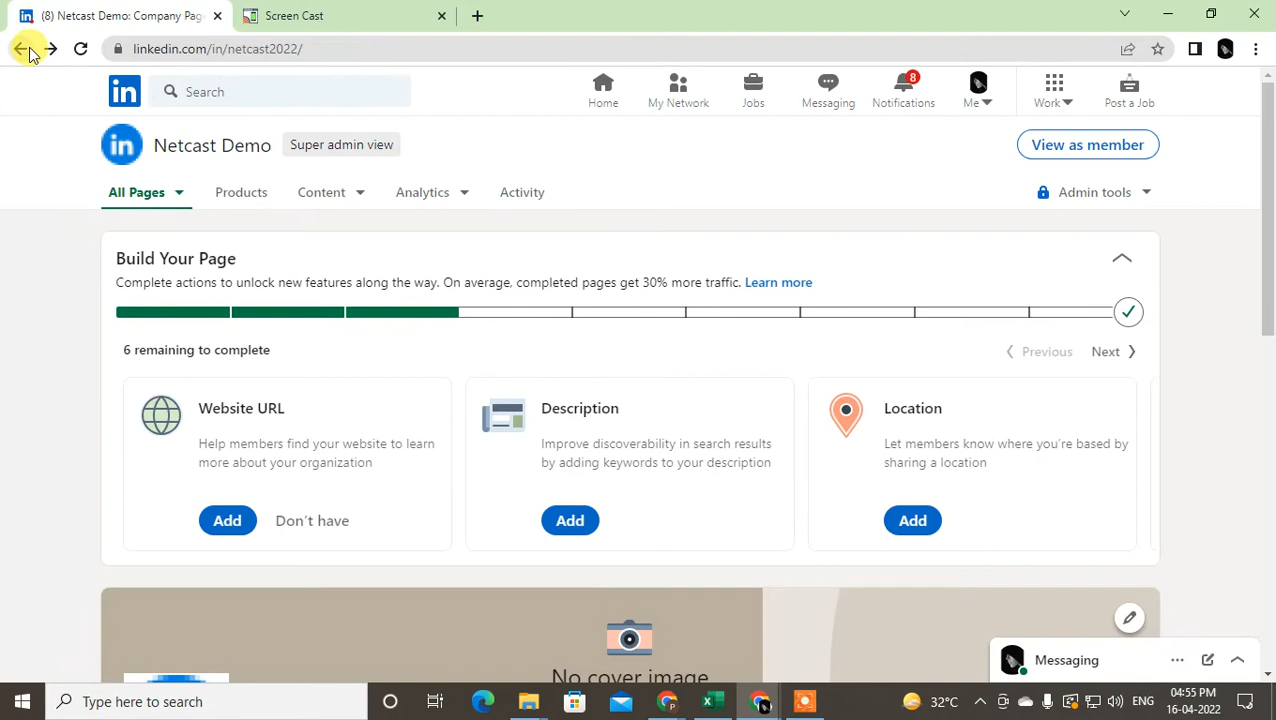 (8) Netcast Demo: Company Pag
Screen Cast
linkedin.com/in/netcast2022/
in
Search
Home
My Network
Jobs
Messaging
8
Notifications
Me
Work
Post a Job
in
Netcast Demo
Super admin view
View as member
All Pages
Products
Content
Analytics
Activity
Admin tools
Build Your Page
Complete actions to unlock new features along the way. On average, completed pages get 30% more traffic. Learn more
6 remaining to complete
Previous
Next
Website URL
Help members find your website to learn
more about your organization
Add
Don't have
Description
Improve discoverability in search results
by adding keywords to your description
Add
Location
Let members know where you're based by
sharing a location
Add
No cover image
Messaging
Type here to search
32°C
ENG
04:55 PM
16-04-2022